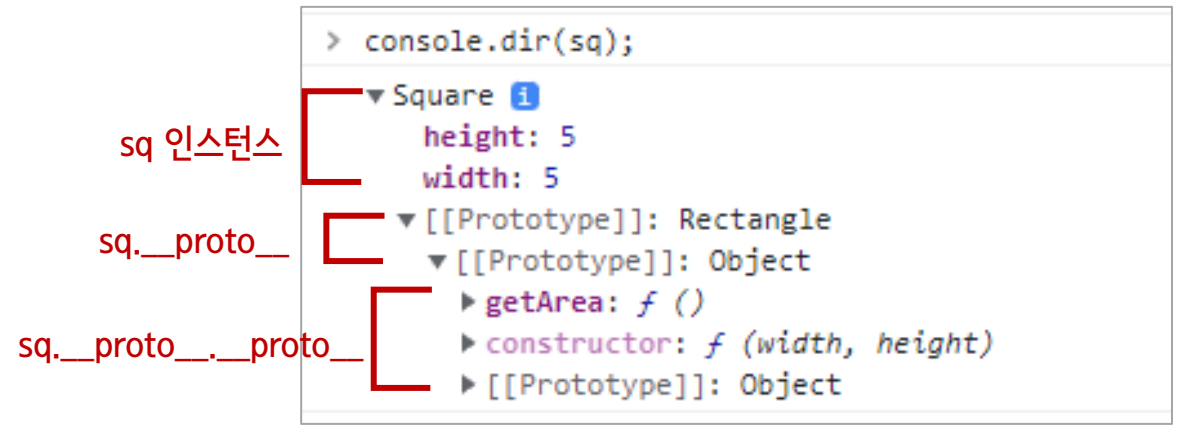 > console.dir(sq);
▼Square i
sq 인스턴스
height: 5
width: 5
▼[[Prototype]]: Rectangle
sq.__proto__
▼[[Prototype]]: Object
▶getArea: ƒ ()
sq.__proto__.__proto__
▶constructor: ƒ (width, height)
▶[[Prototype]]: Object